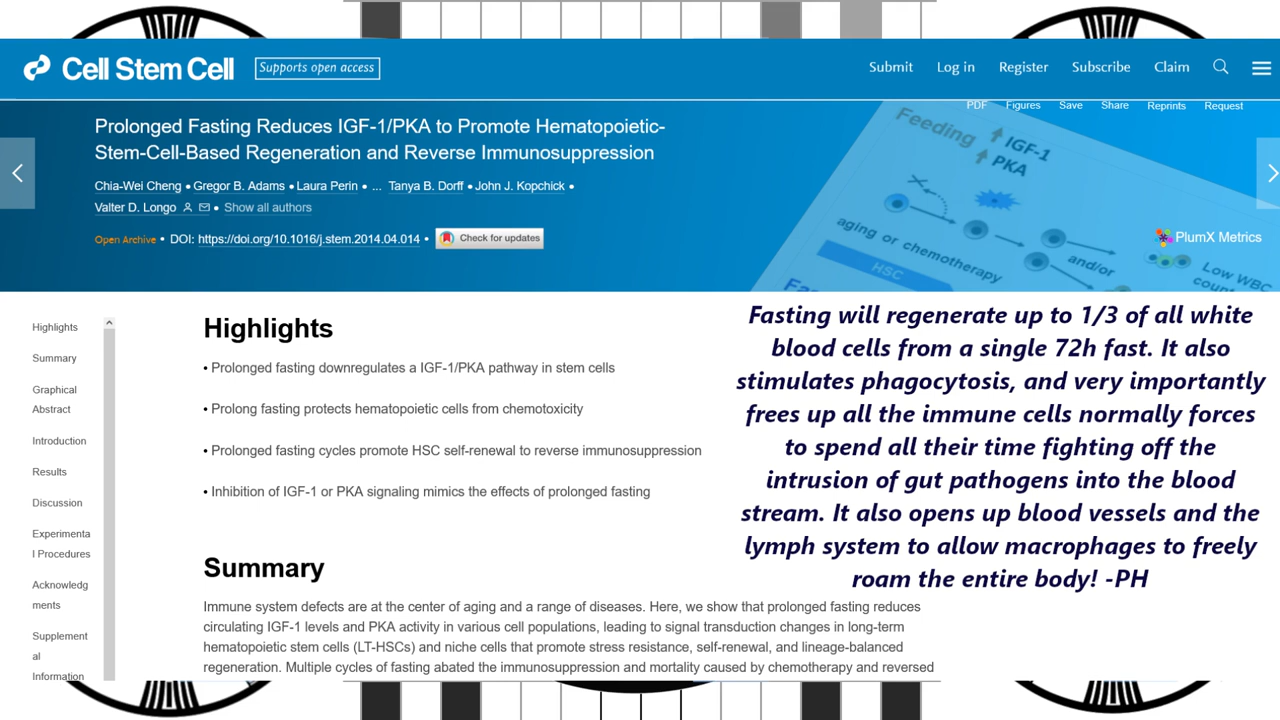 Cell Stem Cell
Supports open access
Submit Log in Register Subscribe Claim
PDF Figures Save Share Reprints Request
Prolonged Fasting Reduces IGF-1/PKA to Promote Hematopoietic-
Stem-Cell-Based Regeneration and Reverse Immunosuppression
Chia-Wei Cheng • Gregor B. Adams • Laura Perin • ... Tanya B. Dorff • John J. Kopchick •
Valter D. Longo • Show all authors
Open Archive • DOI: https://doi.org/10.1016/j.stem.2014.04.014 • Check for updates
PlumX Metrics
Feeding
IGF-1
PKA
aging or chemotherapy
and/or
Low WBC
HSC
Highlights
Summary
Graphical
Abstract
Introduction
Results
Discussion
Experimenta
l Procedures
Acknowledg
ments
Supplement
al
Information
Highlights
• Prolonged fasting downregulates a IGF-1/PKA pathway in stem cells
• Prolong fasting protects hematopoietic cells from chemotoxicity
• Prolonged fasting cycles promote HSC self-renewal to reverse immunosuppression
• Inhibition of IGF-1 or PKA signaling mimics the effects of prolonged fasting
Summary
Immune system defects are at the center of aging and a range of diseases. Here, we show that prolonged fasting reduces
circulating IGF-1 levels and PKA activity in various cell populations, leading to signal transduction changes in long-term
hematopoietic stem cells (LT-HSCs) and niche cells that promote stress resistance, self-renewal, and lineage-balanced
regeneration. Multiple cycles of fasting abated the immunosuppression and mortality caused by chemotherapy and reversed
Fasting will regenerate up to 1/3 of all white
blood cells from a single 72h fast. It also
stimulates phagocytosis, and very importantly
frees up all the immune cells normally forces
to spend all their time fighting off the
intrusion of gut pathogens into the blood
stream. It also opens up blood vessels and the
lymph system to allow macrophages to freely
roam the entire body! -PH